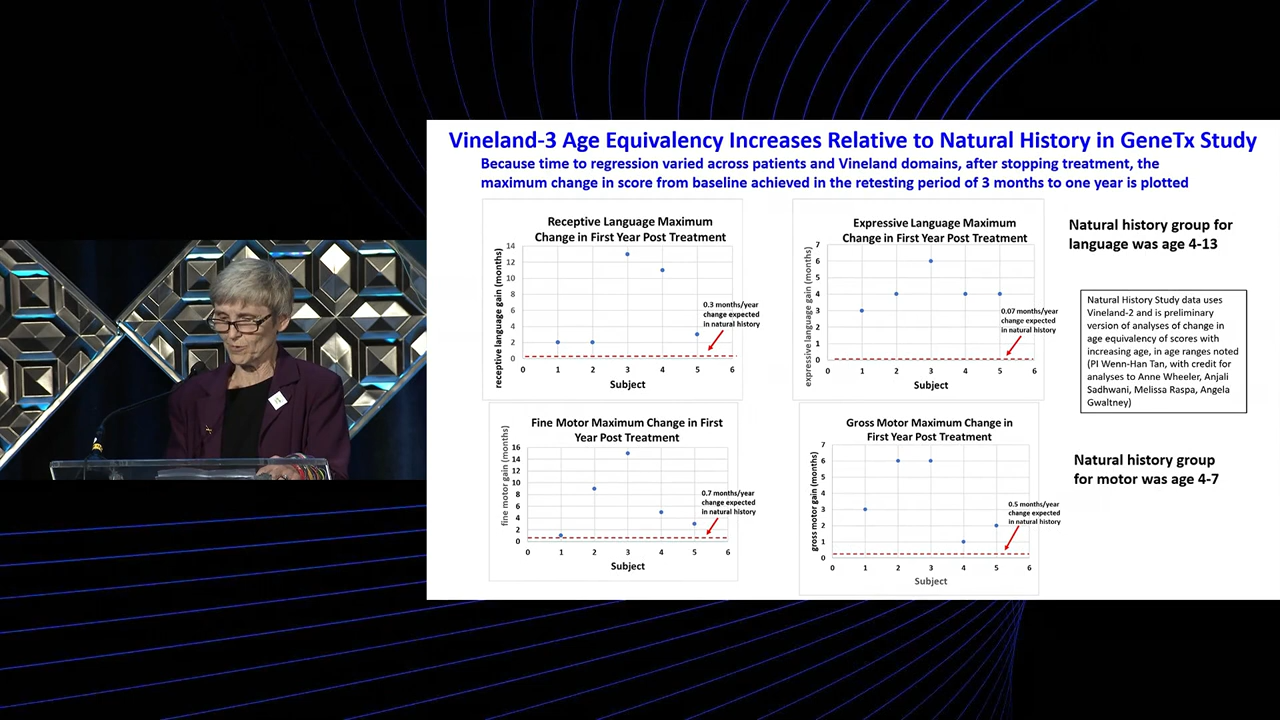 Vineland-3 Age Equivalency Increases Relative to Natural History in GeneTx Study
Because time to regression varied across patients and Vineland domains, after stopping treatment, the
maximum change in score from baseline achieved in the retesting period of 3 months to one year is plotted
Receptive Language Maximum
Change in First Year Post Treatment
receptive language gain (months)
14
12
10
8
6
4
2
0
0.3 months/year
change expected
in natural history
0 1 2 3 4 5 6
Subject
Expressive Language Maximum
Change in First Year Post Treatment
expressive language gain (months)
7
6
5
4
3
2
1
0
0.07 months/year
change expected
in natural history
0 1 2 3 4 5 6
Subject
Natural history group for
language was age 4-13
Natural History Study data uses
Vineland-2 and is preliminary
version of analyses of change in
age equivalency of scores with
increasing age, in age ranges noted
(PI Wenn-Han Tan, with credit for
analyses to Anne Wheeler, Anjali
Sadhwani, Melissa Raspa, Angela
Gwaltney)
Fine Motor Maximum Change in First
Year Post Treatment
fine motor gain (months)
16
14
12
10
8
6
4
2
0
0.7 months/year
change expected
in natural history
0 1 2 3 4 5 6
Subject
Gross Motor Maximum Change in
First Year Post Treatment
gross motor gain (months)
7
6
5
4
3
2
1
0
0.5 months/year
change expected
in natural history
0 1 2 3 4 5 6
Subject
Natural history group
for motor was age 4-7